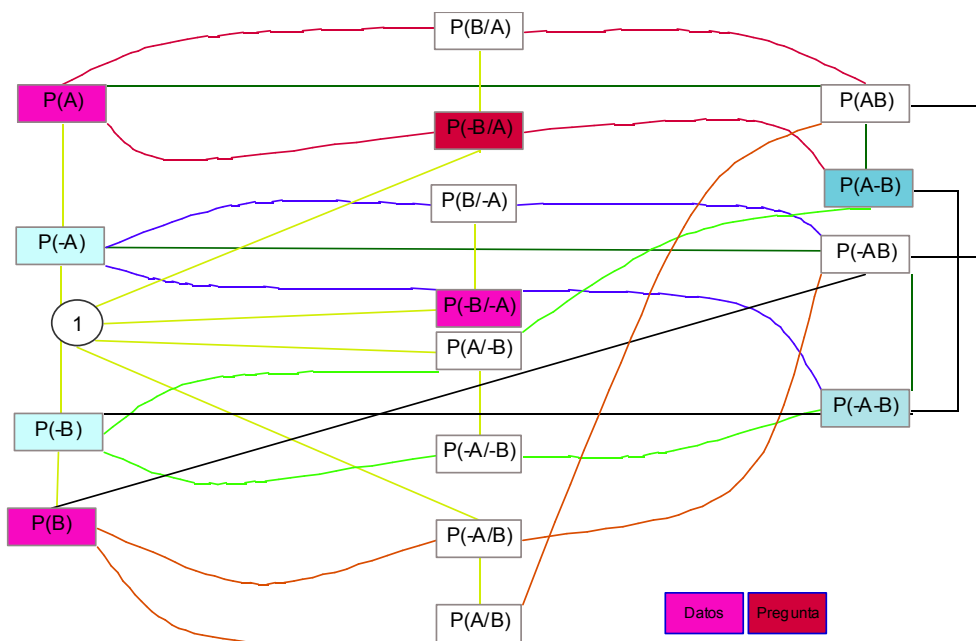 P(B/A)
P(A)
P(AB)
P(-B/A)
P(A-B)
P(B/-A)
P(-A)
P(-AB)
P(-B/-A)
1
P(A/-B)
P(-A-B)
P(-B)
P(-A/-B)
P(B)
P(-A/B)
P(A/B)
Datos
Pregunta